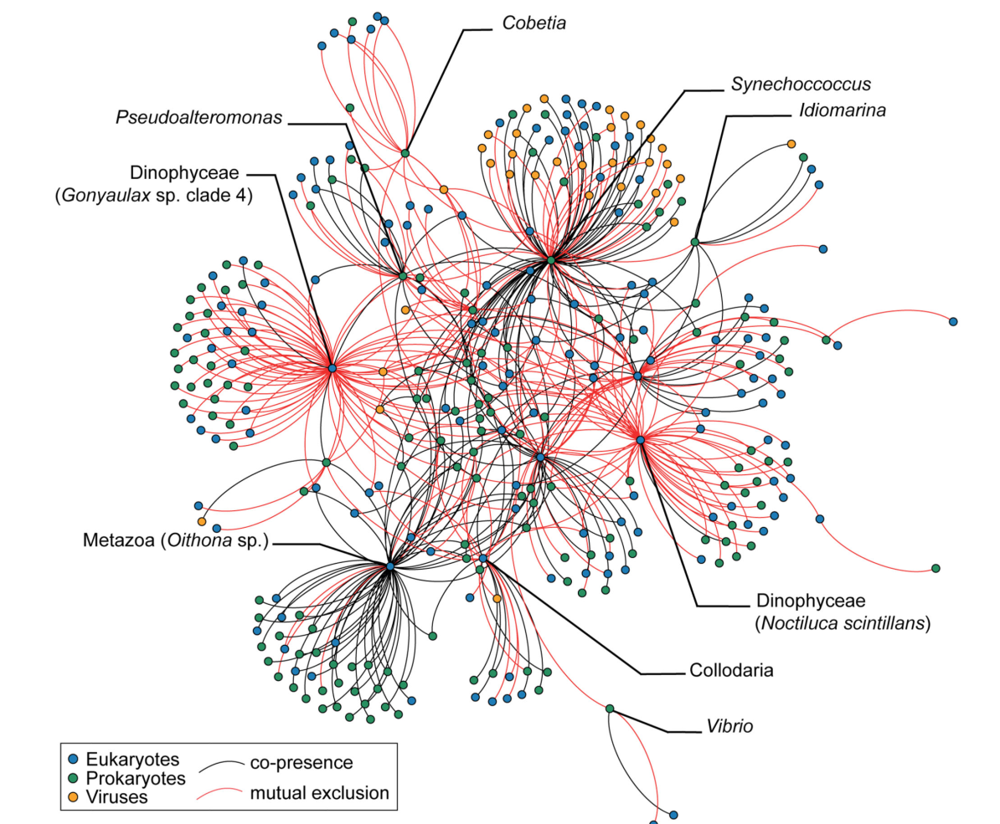 Cobetia
Synechoccoccus
Idiomarina
Pseudoalteromonas
Dinophyceae
(Gonyaulax sp. clade 4)
Metazoa (Oithona sp.)
Dinophyceae
(Noctiluca scintillans)
Collodaria
Vibrio
Eukaryotes
Prokaryotes
Viruses
co-presence
mutual exclusion